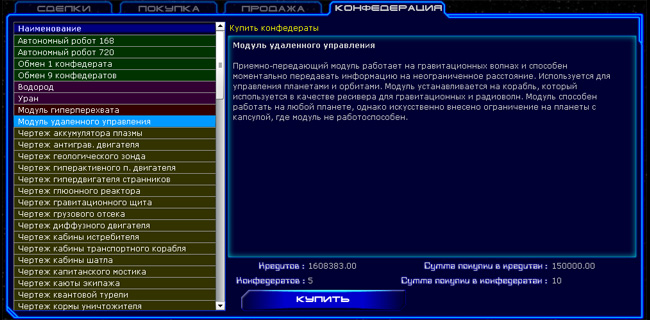 СДЕЛКИ ПОКУПКА ПРОДАЖА КОНФЕДЕРАЦИЯ
Наименование
Автономный робот 168
Автономный робот 720
Обмен 1 конфедерата
Обмен 9 конфедератов
Водород
Уран
Модуль гиперперехвата
Модуль удаленного управления
Чертеж аккумулятора плазмы
Чертеж антиграв. двигателя
Чертеж геологического зонда
Чертеж гиперактивного п. двигателя
Чертеж гипердвигателя странников
Чертеж глюонного реактора
Чертеж гравитационного щита
Чертеж грузового отсека
Чертеж диффузного двигателя
Чертеж кабины истребителя
Чертеж кабины транспортного корабля
Чертеж кабины шатла
Чертеж капитанского мостика
Чертеж каюты экипажа
Чертеж квантовой турели
Чертеж кормы уничтожителя
Купить конфедераты
Модуль удаленного управления
Приемно-передающий модуль работает на гравитационных волнах и способен
моментально передавать информацию на неограниченное расстояние. Используется для
управления планетами и орбитами. Модуль устанавливается на корабль, который
используется в качестве ресивера для гравитационных и радиоволн. Модуль способен
работать на любой планете, однако искусственно внесено ограничение на планеты с
капсулой, где модуль не работоспособен.
Кредитов : 1608383.00 Сумма покупки в кредитах : 150000.00
Конфедератов : 5 Сумма покупки в конфедератах : 10
КУПИТЬ